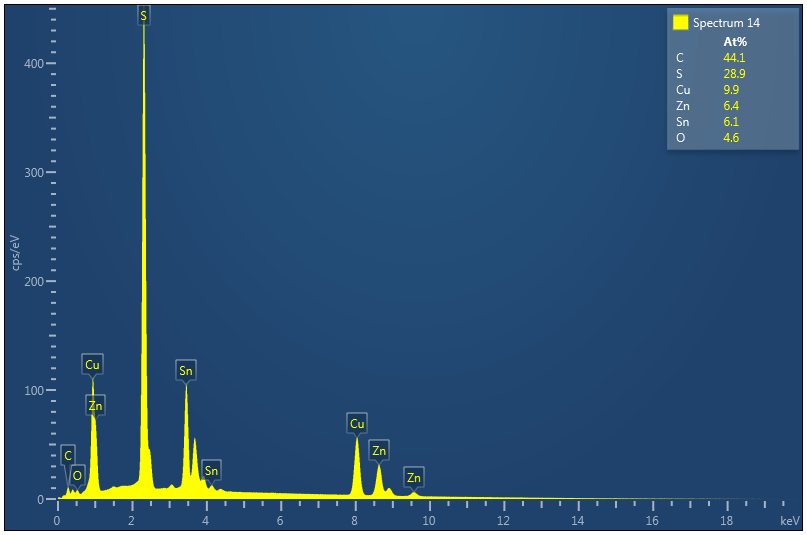 S
Spectrum 14
At%
C 44.1
S 28.9
Cu 9.9
Zn 6.4
Sn 6.1
O 4.6
400
300
200
100
0
cps/eV
Cu
Zn
C
O
Sn
Sn
Cu
Zn
Zn
0 2 4 6 8 10 12 14 16 18 keV